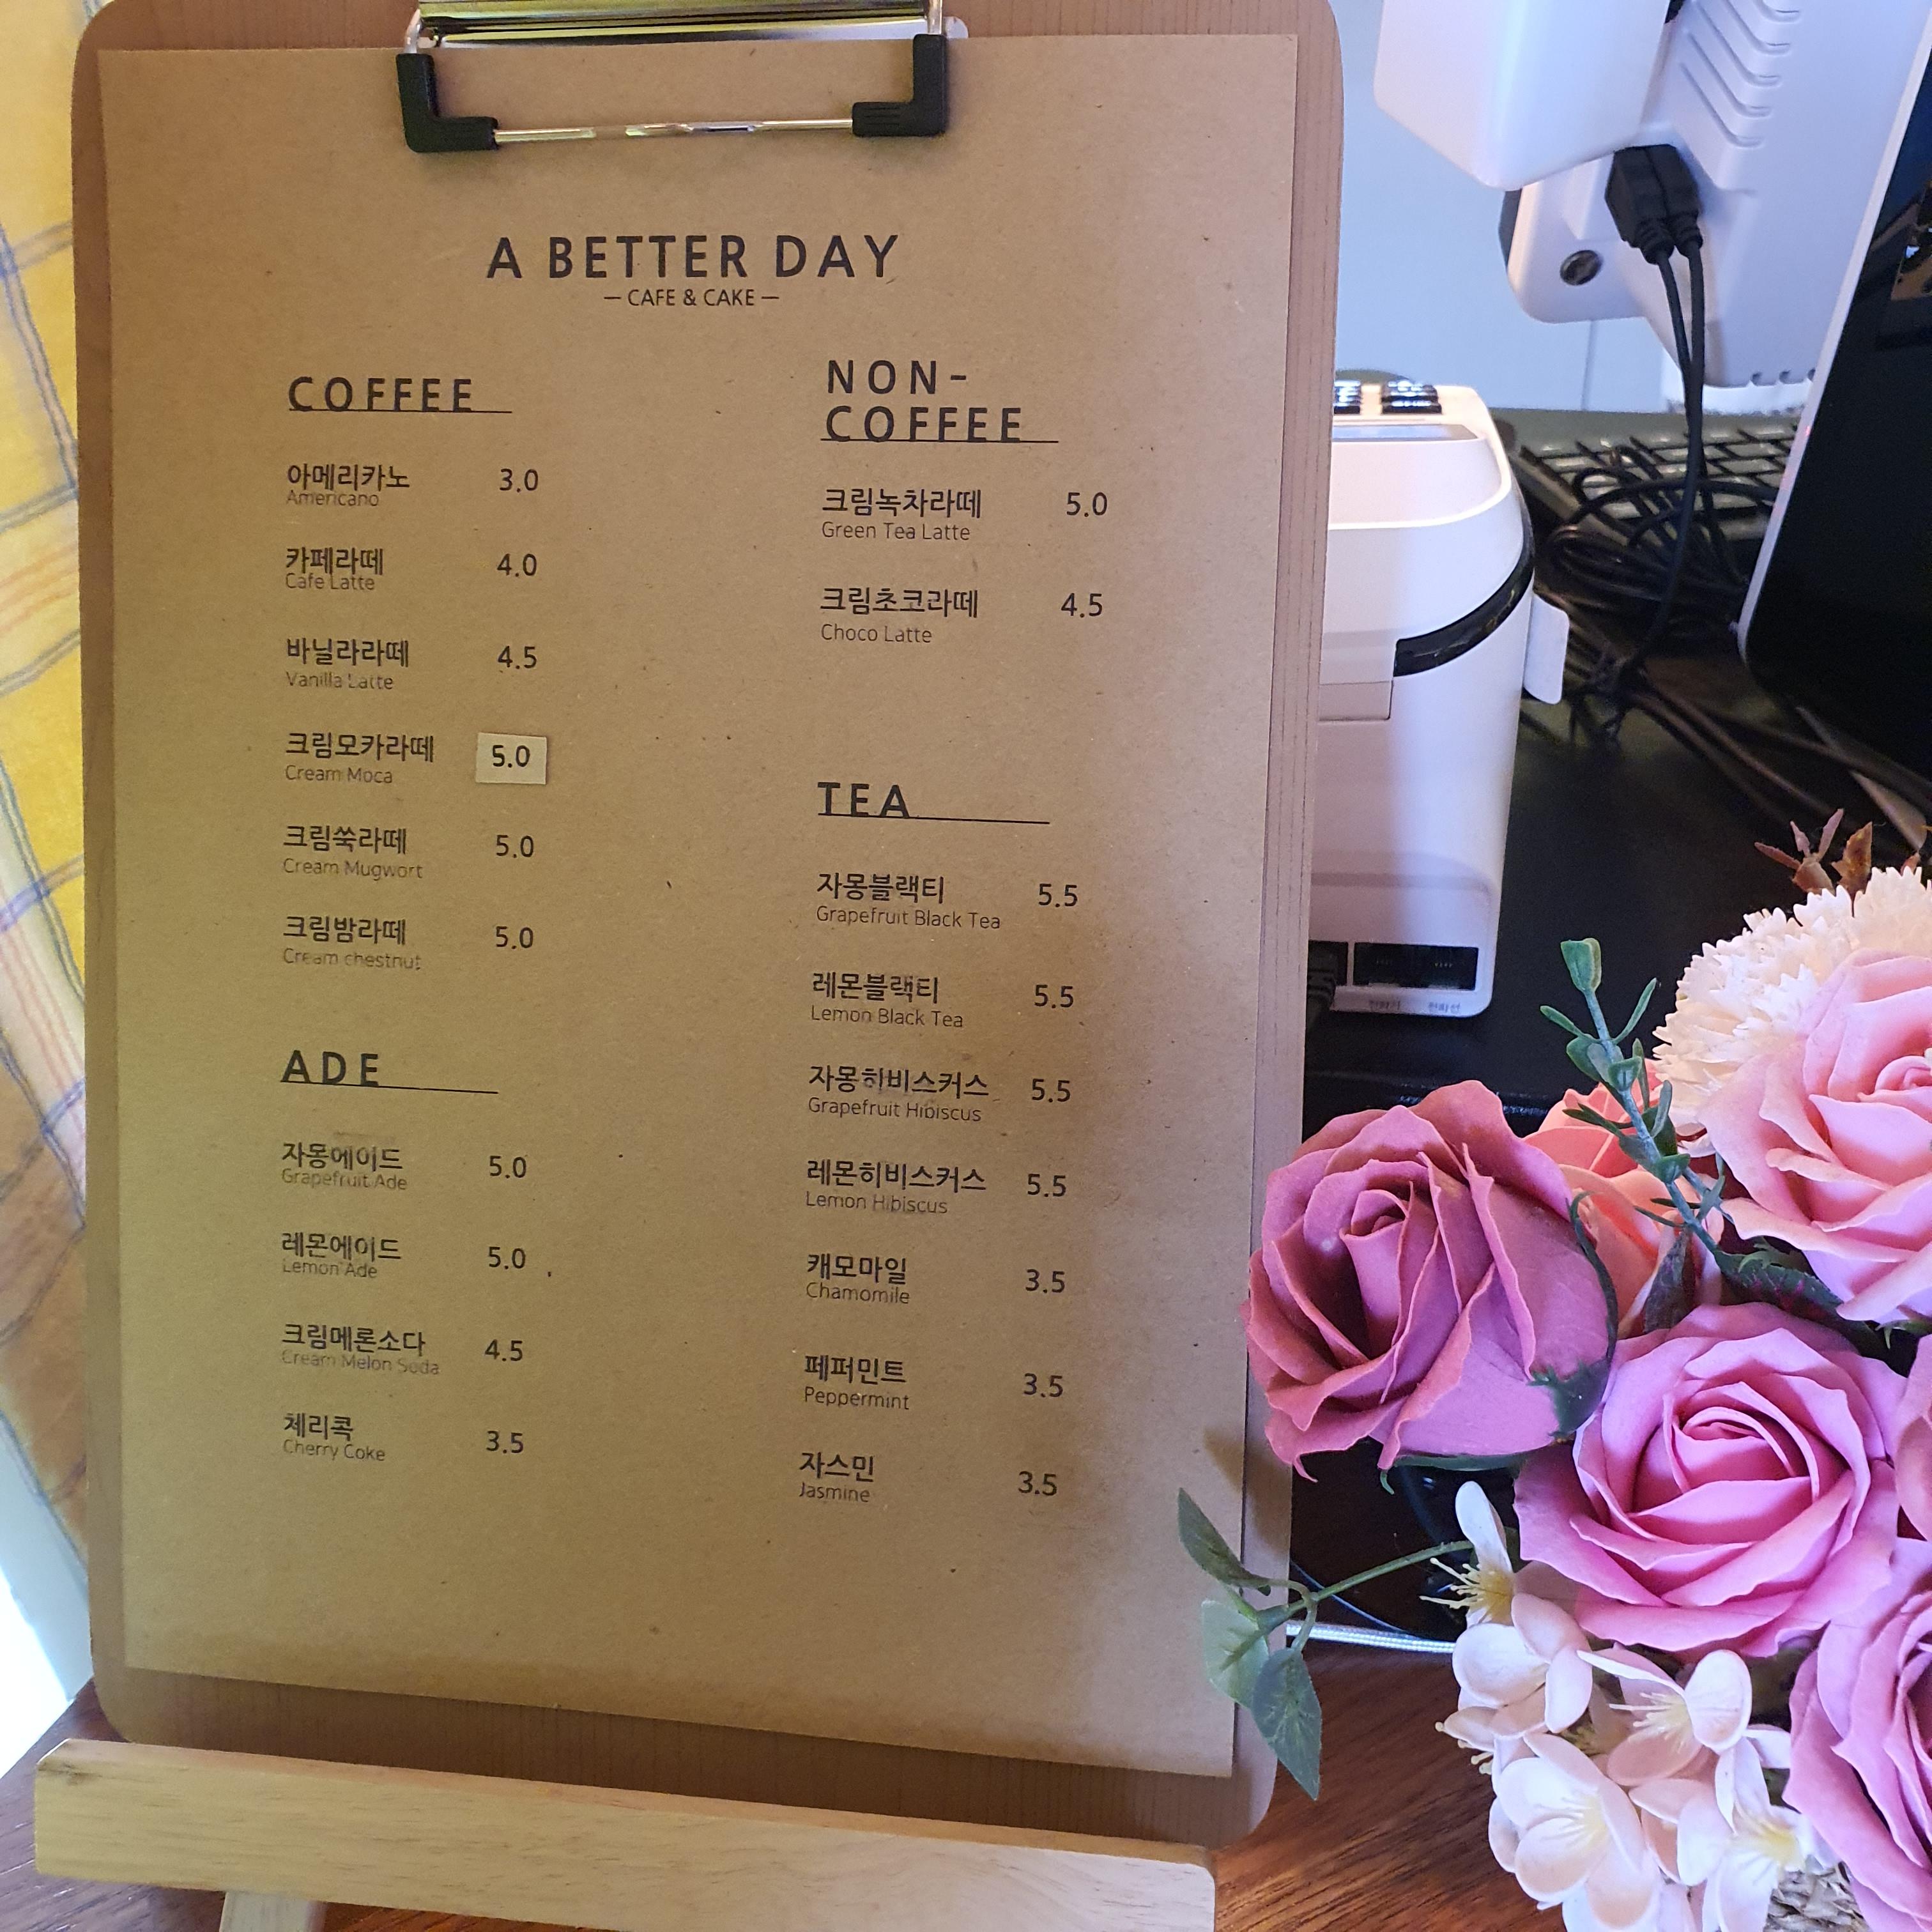 A BETTER DAY
— CAFE & CAKE —
COFFEE
아메리카노 3.0
Americano
카페라떼 4.0
Cafe Latte
바닐라라떼 4.5
Vanilla Latte
크림모카라떼 5.0
Cream Moca
크림쑥라떼 5.0
Cream Mugwort
크림밤라떼 5.0
Cream chestnut
ADE
자몽에이드 5.0
Grapefruit Ade
레몬에이드 5.0
Lemon Ade
크림메론소다 4.5
Cream Melon Soda
체리콕 3.5
Cherry Coke
NON-
COFFEE
크림녹차라떼 5.0
Green Tea Latte
크림초코라떼 4.5
Choco Latte
TEA
자몽블랙티 5.5
Grapefruit Black Tea
레몬블랙티 5.5
Lemon Black Tea
자몽히비스커스 5.5
Grapefruit Hibiscus
레몬히비스커스 5.5
Lemon Hibiscus
캐모마일 3.5
Chamomile
페퍼민트 3.5
Peppermint
자스민 3.5
Jasmine